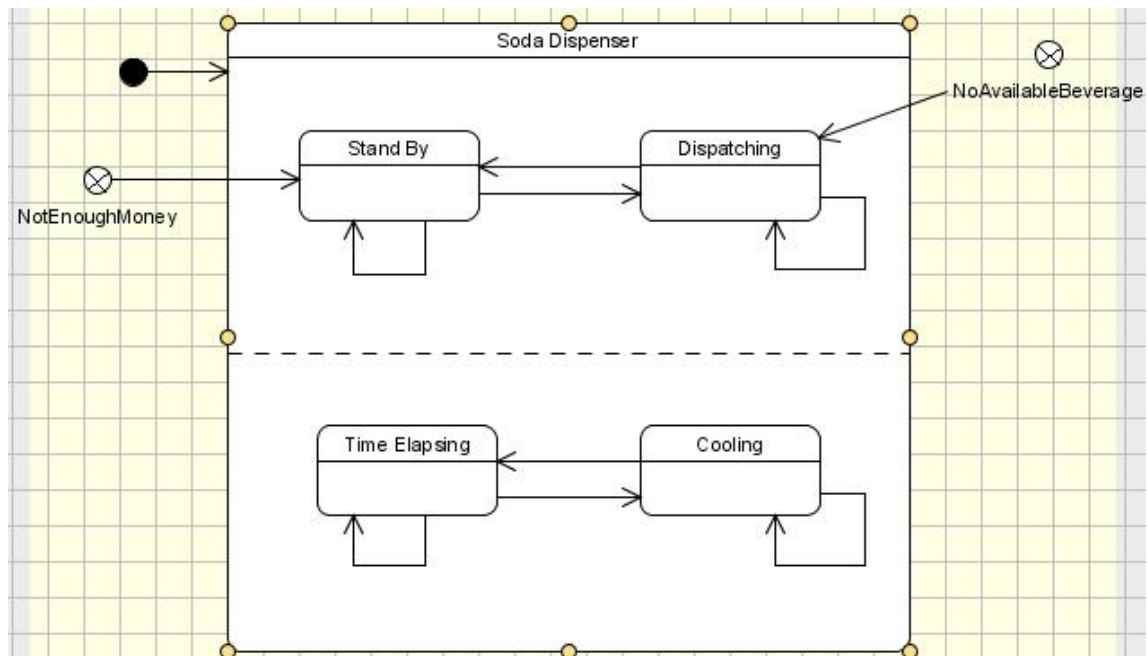 Soda Dispenser
NoAvailableBeverage
Stand By
Dispatching
NotEnoughMoney
Time Elapsing
Cooling